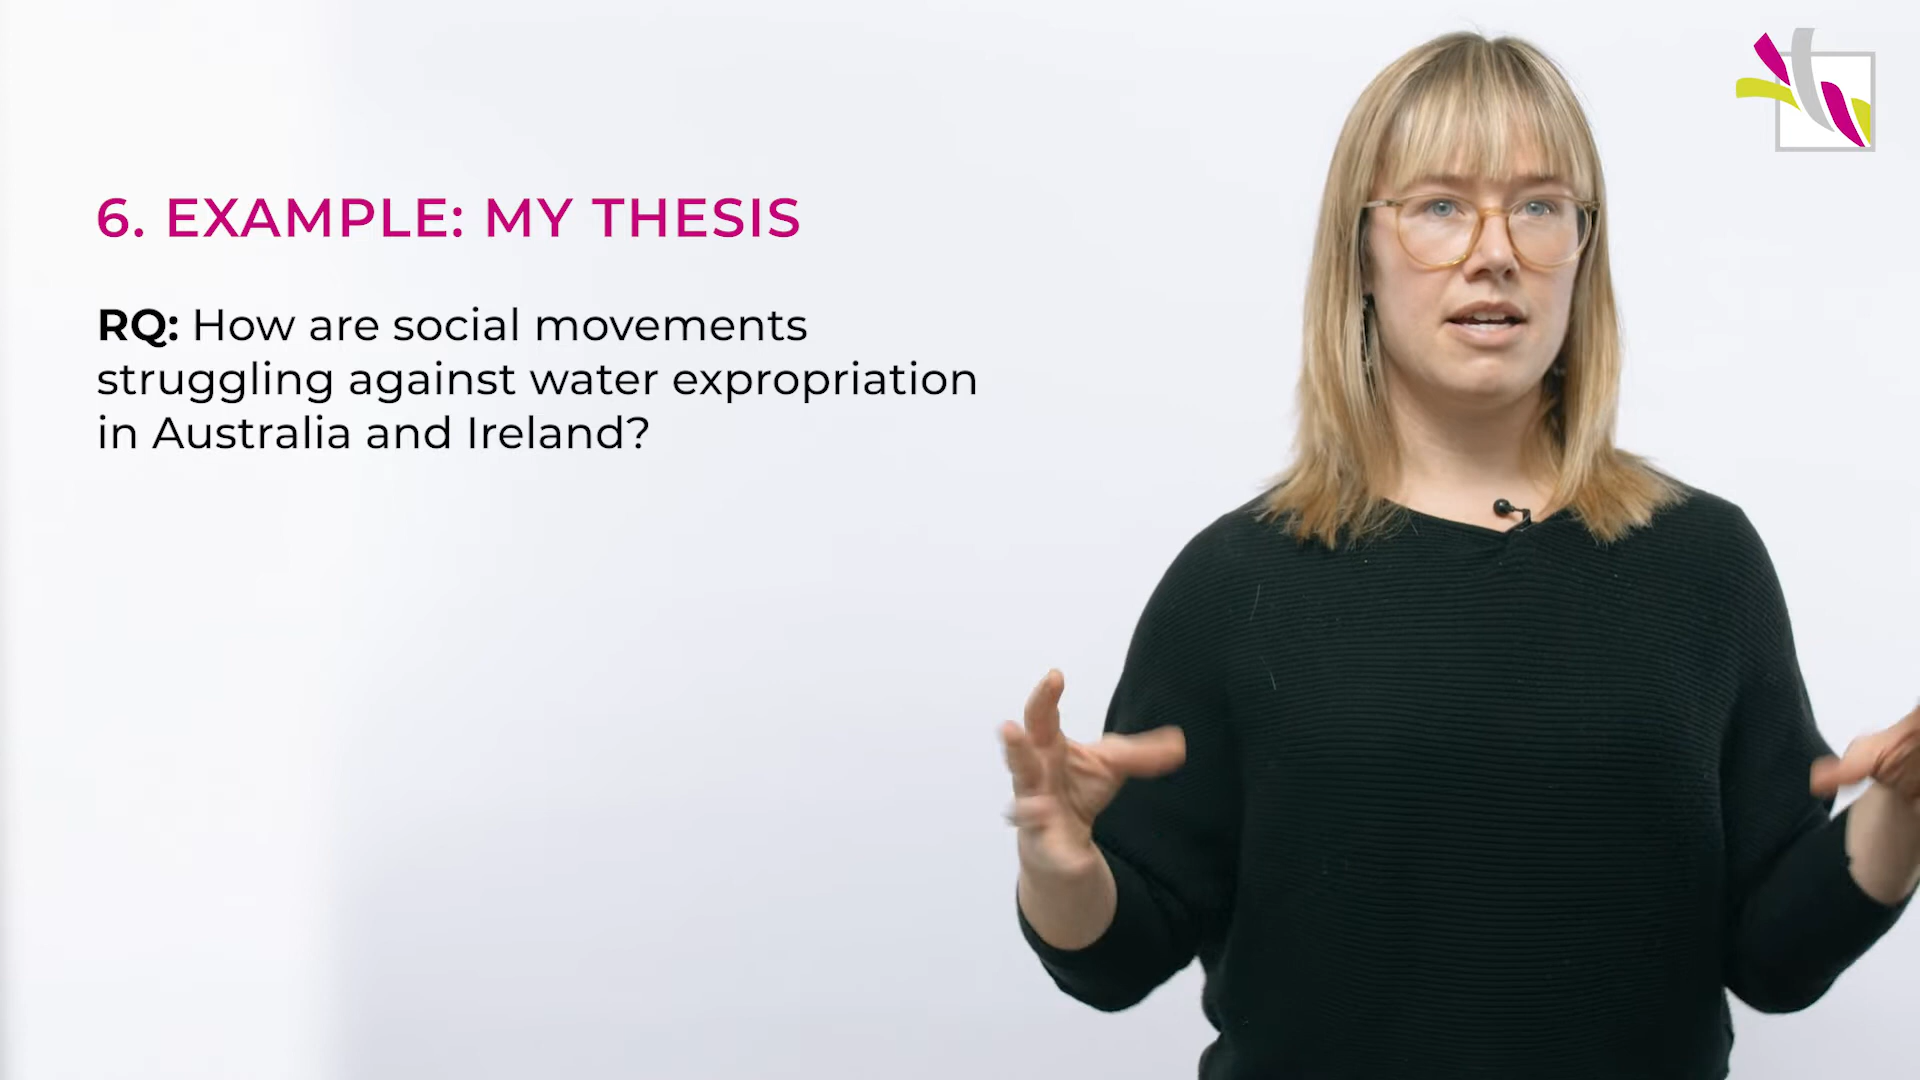 6. EXAMPLE: MY THESIS
RQ: How are social movements
struggling against water expropriation
in Australia and Ireland?